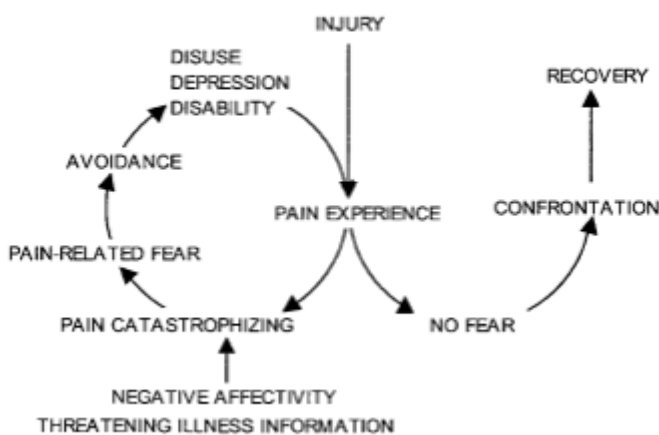 INJURY
DISUSE
DEPRESSION
DISABILITY
RECOVERY
AVOIDANCE
PAIN EXPERIENCE
CONFRONTATION
PAIN-RELATED FEAR
PAIN CATASTROPHIZING
NO FEAR
NEGATIVE AFFECTIVITY
THREATENING ILLNESS INFORMATION